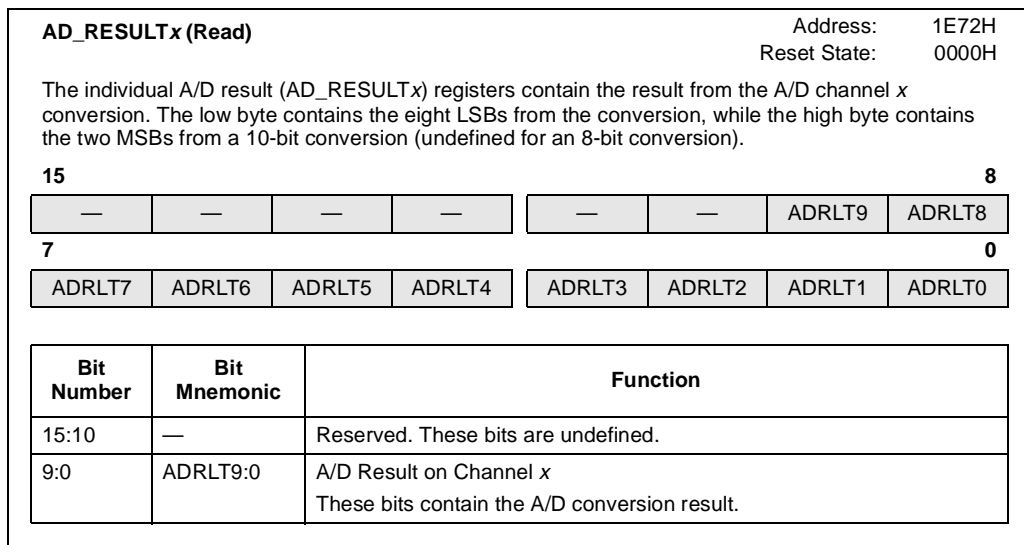 AD_RESULTx (Read)
Address: 1E72H
Reset State: 0000H
The individual A/D result (AD_RESULTx) registers contain the result from the A/D channel x
conversion. The low byte contains the eight LSBs from the conversion, while the high byte contains
the two MSBs from a 10-bit conversion (undefined for an 8-bit conversion).
15 8
— — — — — — ADRLT9 ADRLT8
7 0
ADRLT7 ADRLT6 ADRLT5 ADRLT4 ADRLT3 ADRLT2 ADRLT1 ADRLT0
Bit Number Bit Mnemonic Function
15:10 — Reserved. These bits are undefined.
9:0 ADRLT9:0 A/D Result on Channel x
These bits contain the A/D conversion result.